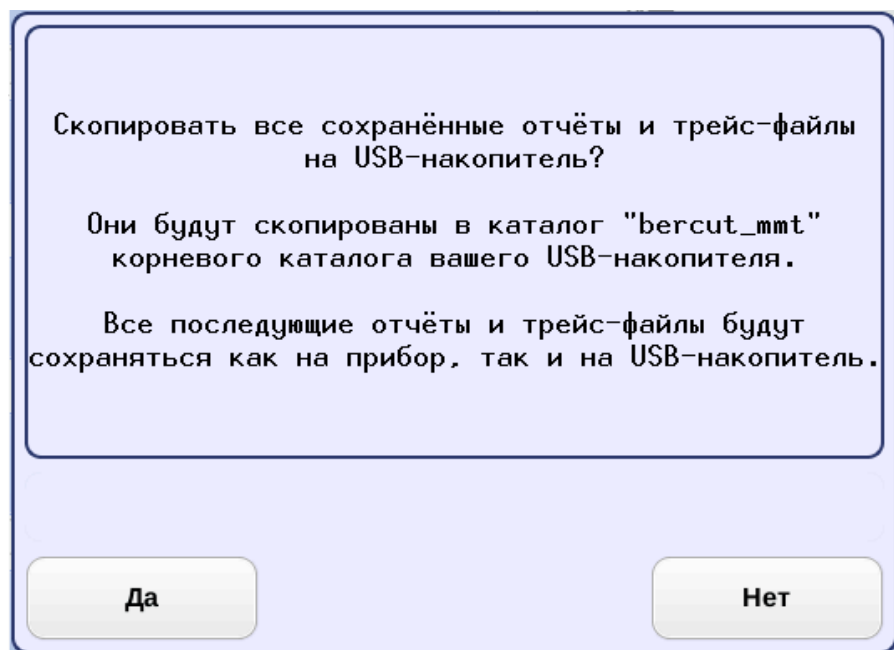 Скопировать все сохранённые отчёты и трейс-файлы
на USB-накопитель?
Они будут скопированы в каталог "bercut_mmt"
корневого каталога вашего USB-накопителя.
Все последующие отчёты и трейс-файлы будут
сохраняться как на прибор, так и на USB-накопитель.
Да
Нет